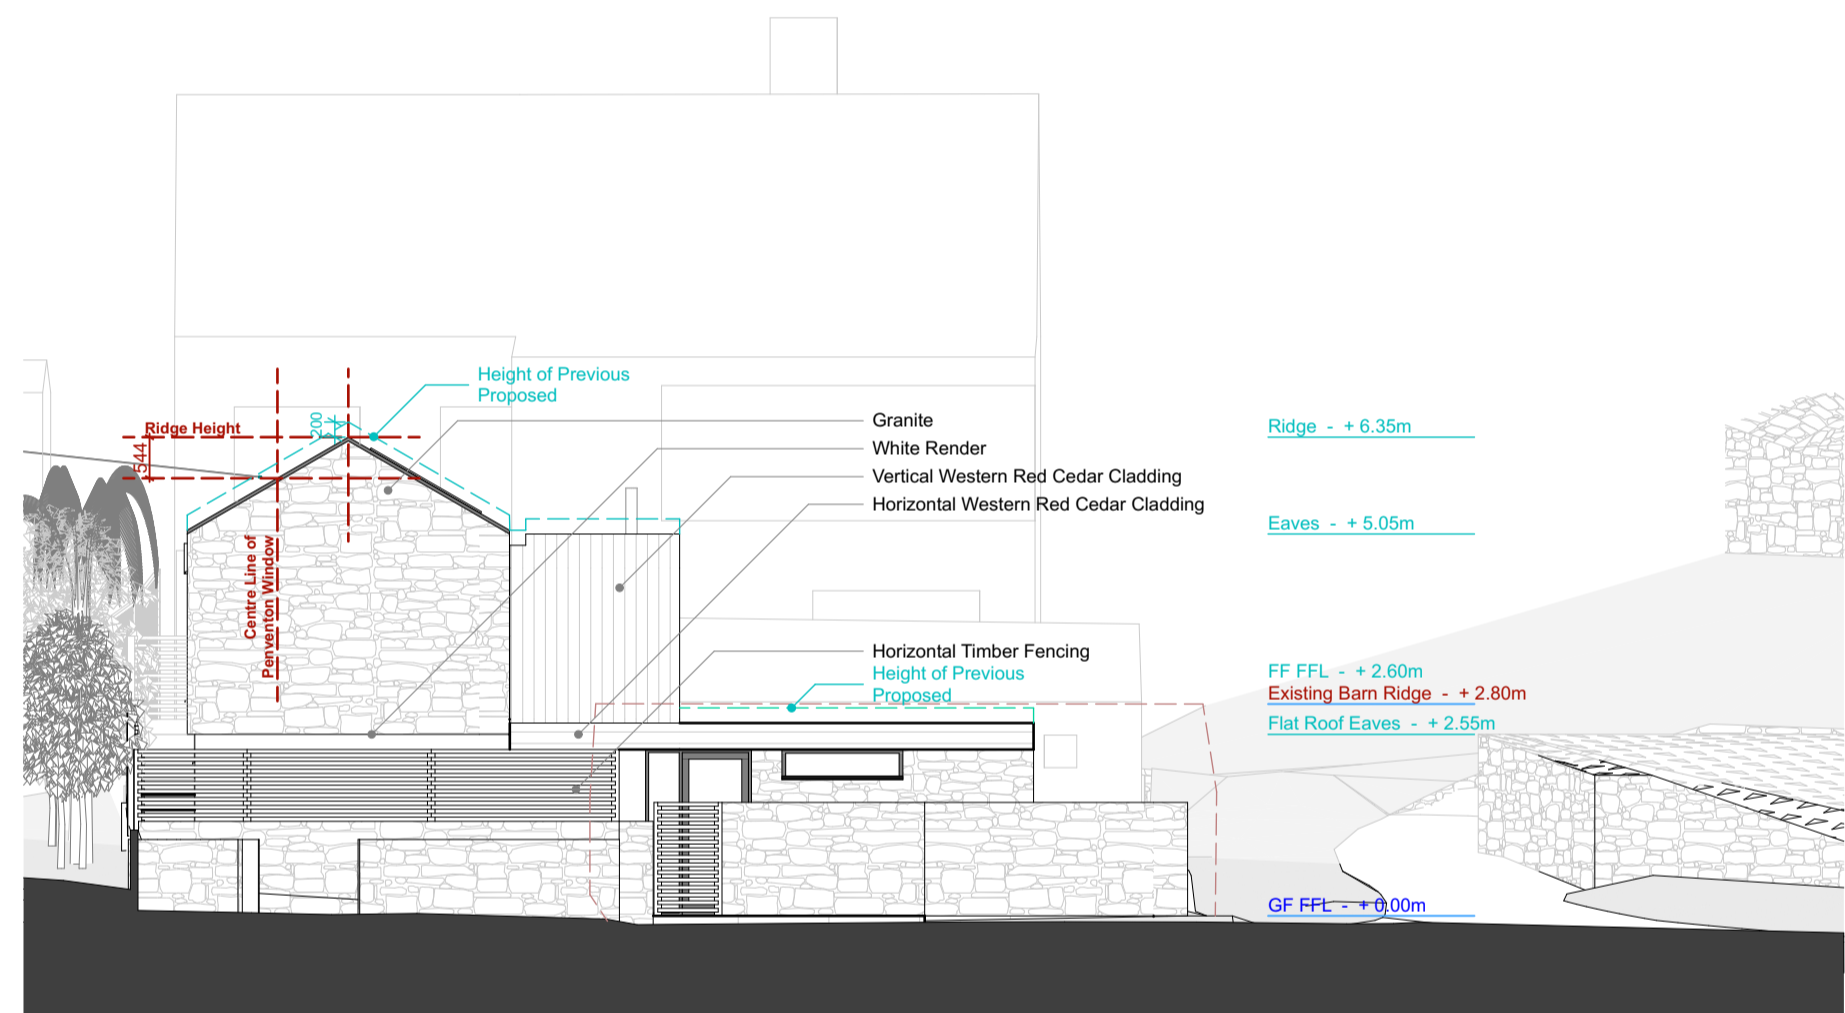 Height of Previous
Proposed
Ridge Height
200
544
Centre Line of
Penventon Window
Granite
White Render
Vertical Western Red Cedar Cladding
Horizontal Western Red Cedar Cladding
Horizontal Timber Fencing
Height of Previous
Proposed
Ridge - + 6.35m
Eaves - + 5.05m
FF FFL - + 2.60m
Existing Barn Ridge - + 2.80m
Flat Roof Eaves - + 2.55m
GF FFL - + 0.00m